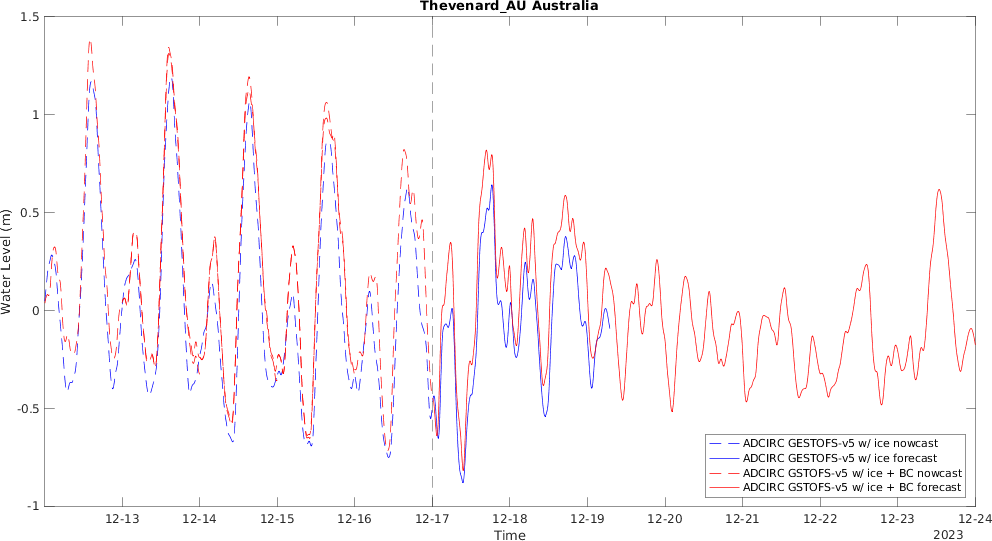 Thevenard_AU Australia
1.5
1
0.5
0
-0.5
-1
Water Level (m)
12-13 12-14 12-15 12-16 12-17 12-18 12-19 12-20 12-21 12-22 12-23 12-24
Time
2023
ADCIRC GESTOFS-v5 w/ ice nowcast
ADCIRC GESTOFS-v5 w/ ice forecast
ADCIRC GSTOFS-v5 w/ ice + BC nowcast
ADCIRC GSTOFS-v5 w/ ice + BC forecast